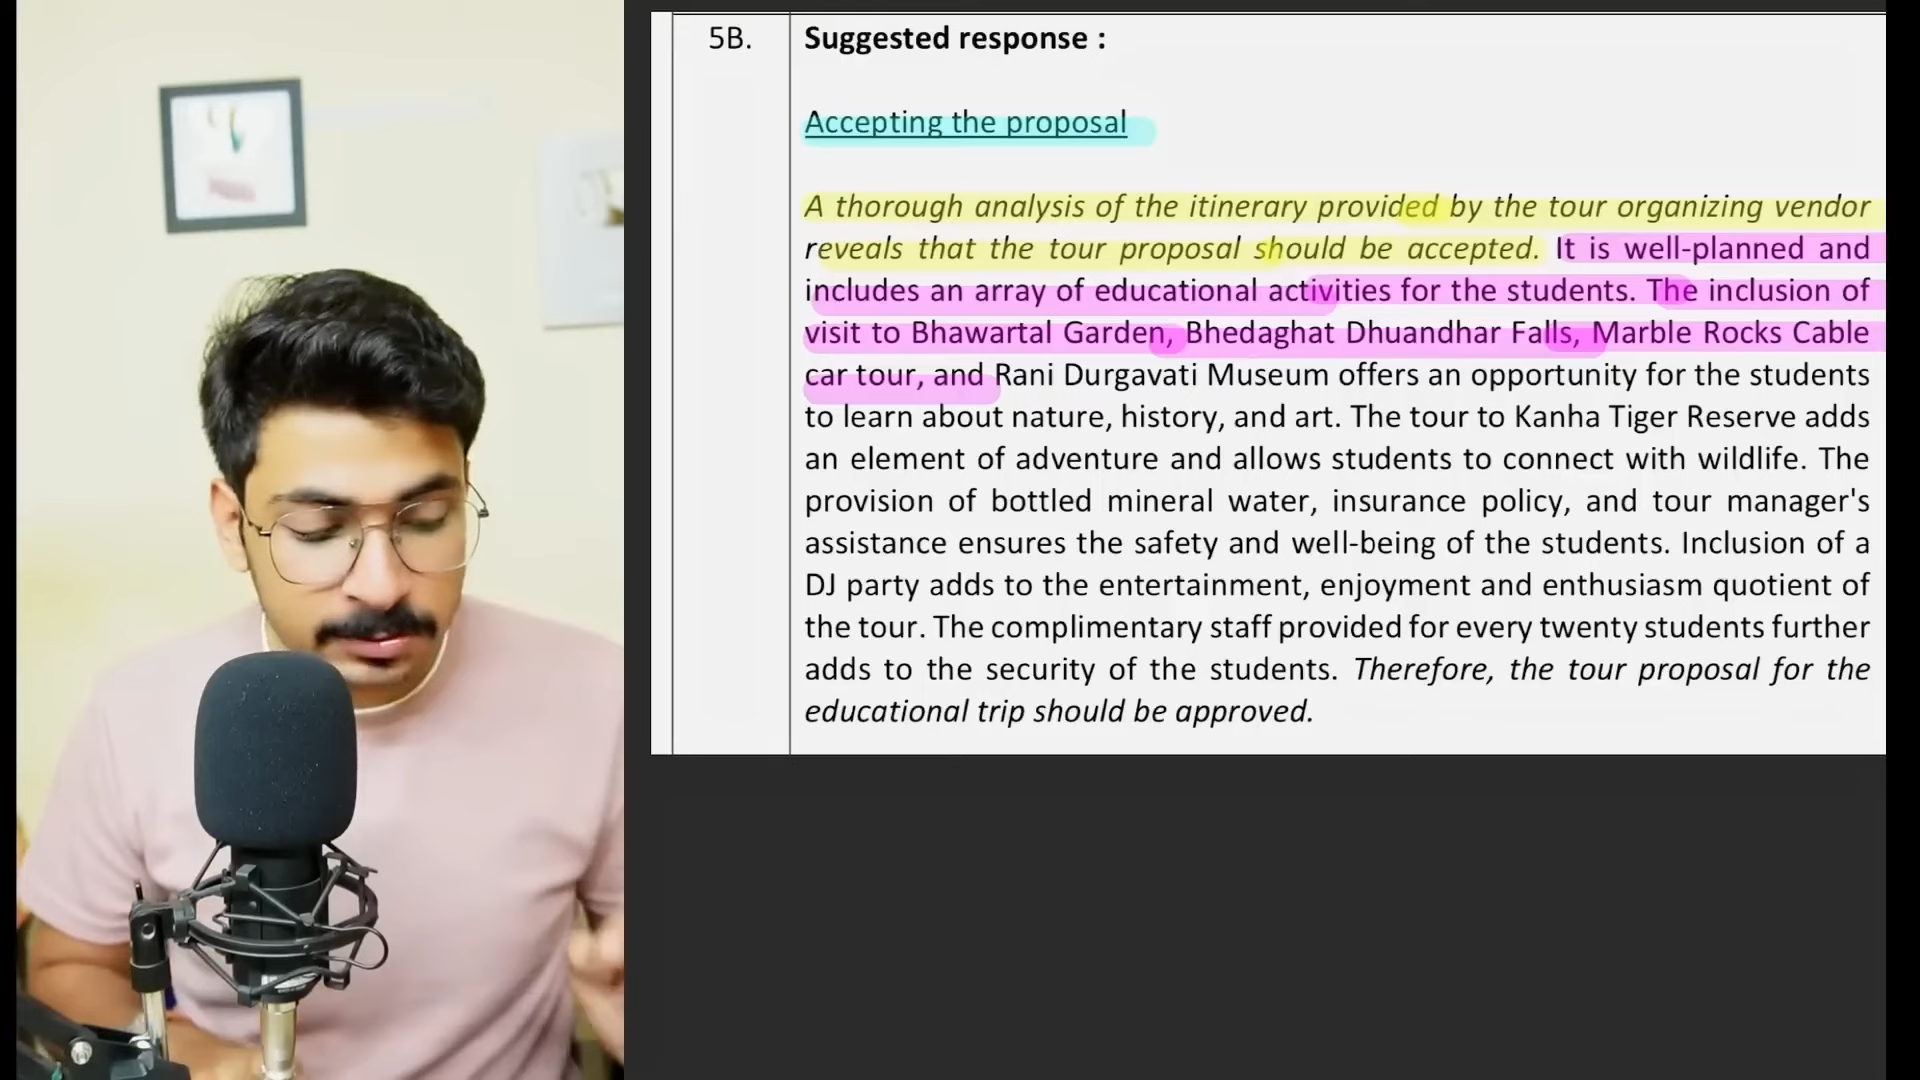 5B.
Suggested response :
Accepting the proposal
A thorough analysis of the itinerary provided by the tour organizing vendor
reveals that the tour proposal should be accepted. It is well-planned and
includes an array of educational activities for the students. The inclusion of
visit to Bhawartal Garden, Bhedaghat Dhuandhar Falls, Marble Rocks Cable
car tour, and Rani Durgavati Museum offers an opportunity for the students
to learn about nature, history, and art. The tour to Kanha Tiger Reserve adds
an element of adventure and allows students to connect with wildlife. The
provision of bottled mineral water, insurance policy, and tour manager's
assistance ensures the safety and well-being of the students. Inclusion of a
DJ party adds to the entertainment, enjoyment and enthusiasm quotient of
the tour. The complimentary staff provided for every twenty students further
adds to the security of the students. Therefore, the tour proposal for the
educational trip should be approved.